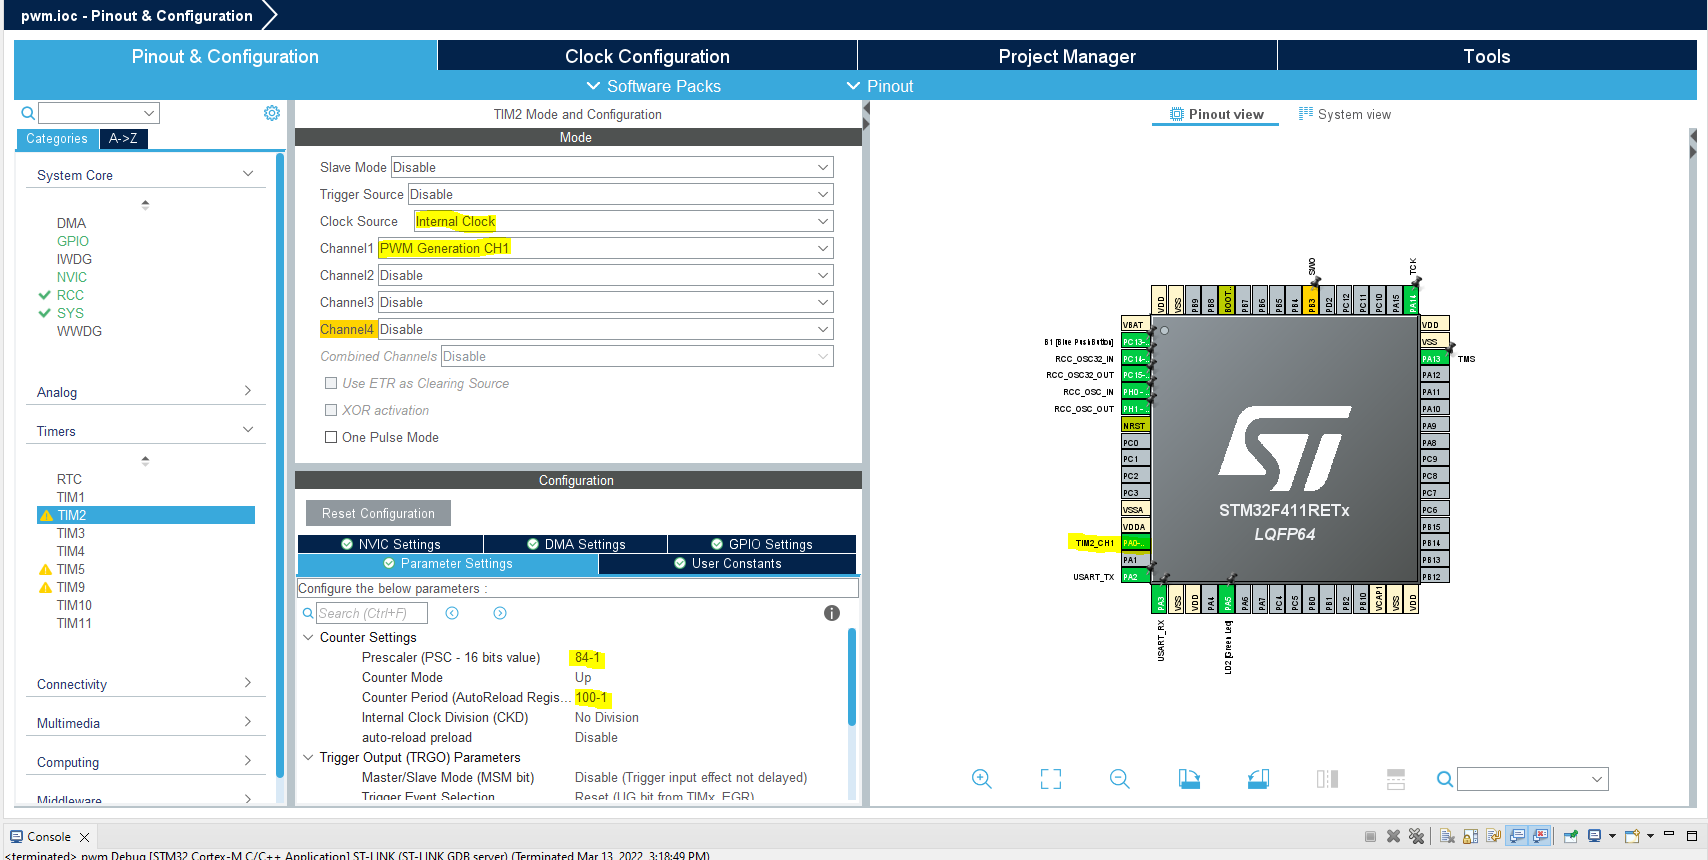 pwm.ioc - Pinout & Configuration
Pinout & Configuration
Clock Configuration
Project Manager
Tools
Software Packs
Pinout
Categories
A->Z
System Core
DMA
GPIO
IWDG
NVIC
RCC
SYS
WWDG
Analog
Timers
RTC
TIM1
TIM2
TIM3
TIM4
TIM5
TIM9
TIM10
TIM11
Connectivity
Multimedia
Computing
Middleware
TIM2 Mode and Configuration
Mode
Slave Mode Disable
Trigger Source Disable
Clock Source Internal Clock
Channel1 PWM Generation CH1
Channel2 Disable
Channel3 Disable
Channel4 Disable
Combined Channels Disable
Use ETR as Clearing Source
XOR activation
One Pulse Mode
Configuration
Reset Configuration
NVIC Settings
DMA Settings
GPIO Settings
Parameter Settings
User Constants
Configure the below parameters :
Search (Ctrl+F)
Counter Settings
Prescaler (PSC - 16 bits value) 84-1
Counter Mode Up
Counter Period (AutoReload Regis... 100-1
Internal Clock Division (CKD) No Division
auto-reload preload Disable
Trigger Output (TRGO) Parameters
Master/Slave Mode (MSM bit) Disable (Trigger input effect not delayed)
Trigger Event Selection Reset (UG bit from TIMx_EGR)
Pinout view
System view
SWO
TCK
VDD
VSS
PB9
PB8
BOOT..
PB7
PB6
PB5
PB4
PB3
PD2
PC12
PC11
PC10
PA15
PA14..
VBAT
B1 [Blue PushButton] PC13-..
RCC_OSC32_IN PC14-..
RCC_OSC32_OUT PC15-..
RCC_OSC_IN PH0-..
RCC_OSC_OUT PH1-..
NRST
PC0
PC1
PC2
PC3
VSSA
VDDA
TIM2_CH1 PA0-..
PA1
USART_TX PA2
VDD
VSS
PA13 TMS
PA12
PA11
PA10
PA9
PA8
PC9
PC8
PC7
PC6
PB15
PB14
PB13
PB12
ST
STM32F411RETx
LQFP64
PA3
VSS
VDD
PA4
PA5
PA6
PA7
PC4
PC5
PB0
PB1
PB2
PB10
VCAP1
VSS
VDD
USART_RX
LD2 [Green Led]
Console
<terminated> pwm Debug [STM32 Cortex-M C/C++ Application] ST-LINK (ST-LINK GDB server) (Terminated Mar 13, 2022, 3:18:49 PM)